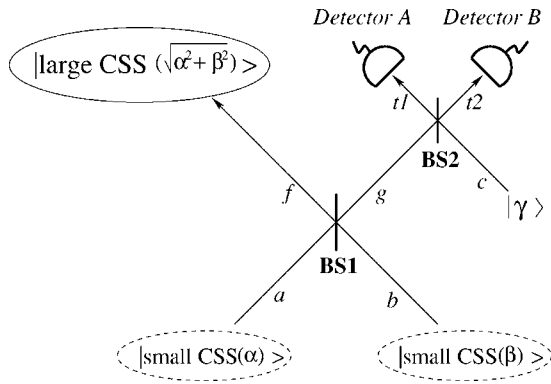 Detector A Detector B
|large CSS (√α²+β²) >
t1 t2
BS2
f g c
|γ⟩
BS1
a b
|small CSS(α) > |small CSS(β) >